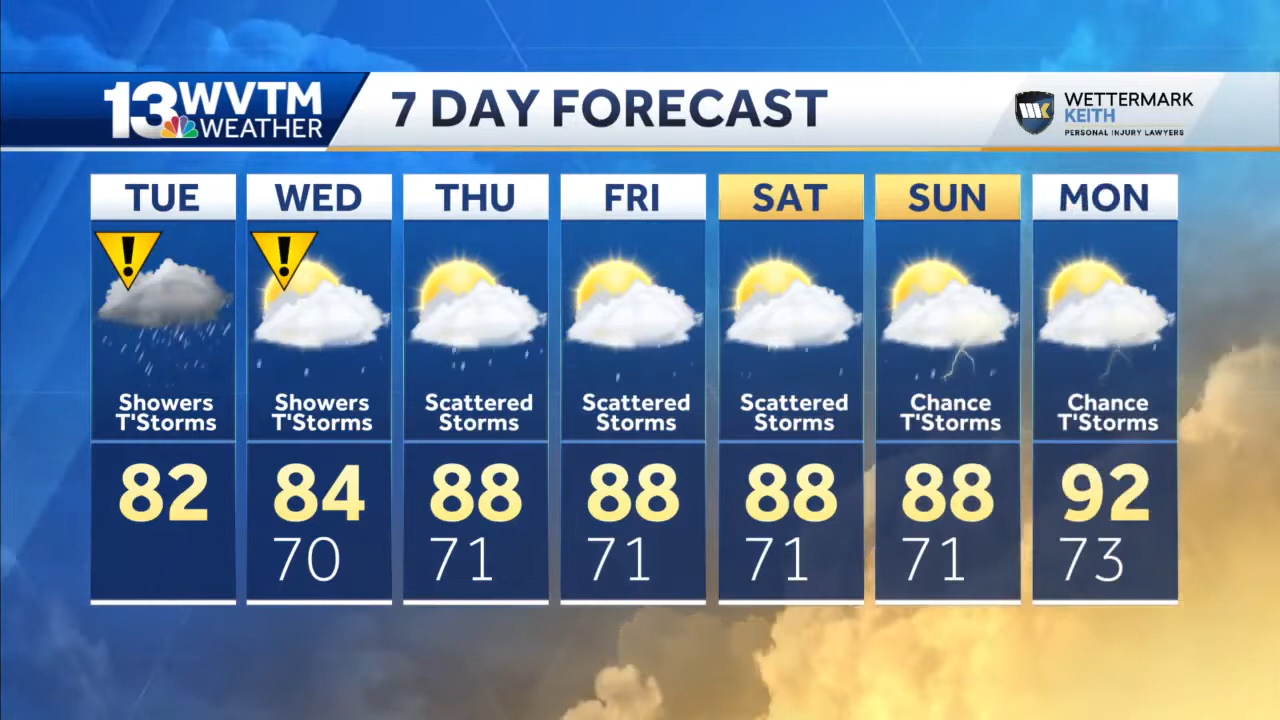 13 WVTM
WEATHER
7 DAY FORECAST
WETTERMARK
KEITH
PERSONAL INJURY LAWYERS
TUE WED THU FRI SAT SUN MON
! !
Showers Showers Scattered Scattered Scattered Chance Chance
T'Storms T'Storms Storms Storms Storms T'Storms T'Storms
82 84 88 88 88 88 92
70 71 71 71 71 73